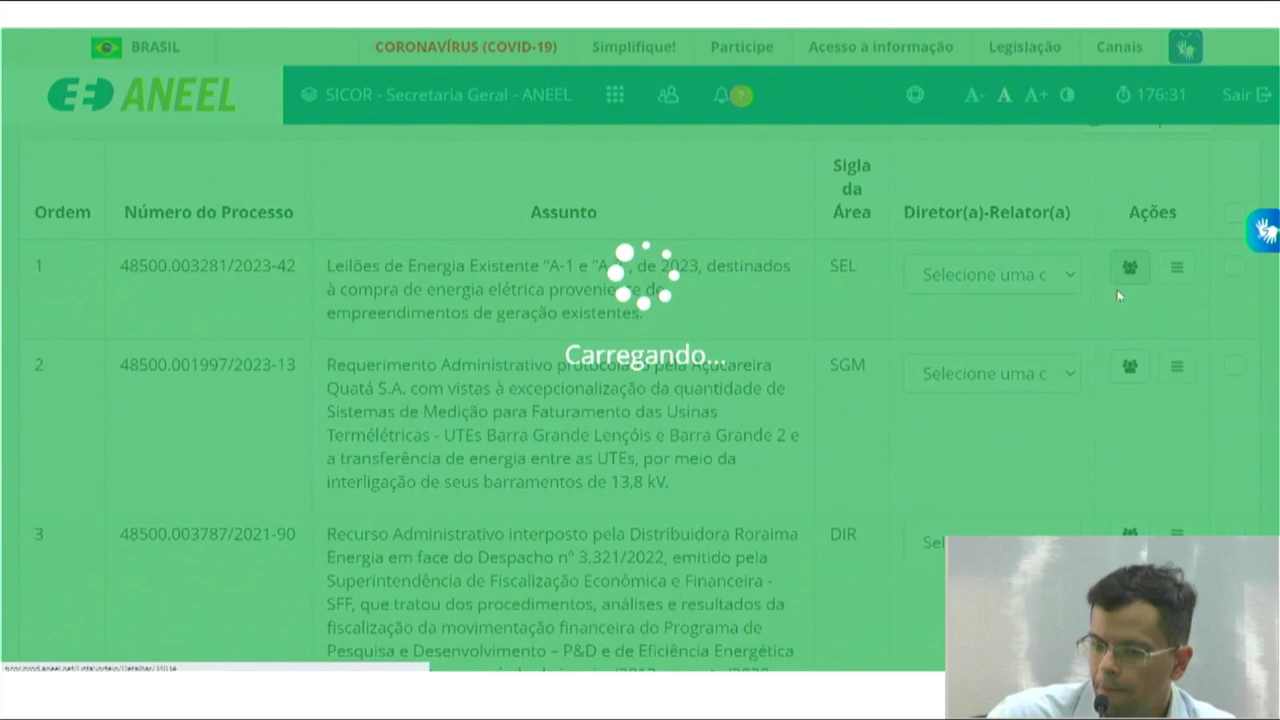 BRASIL
CORONAVÍRUS (COVID-19)
Simplifique!
Participe
Acesso à informação
Legislação
Canais
ANEEL
SICOR - Secretaria Geral - ANEEL
?
A-
A
A+
176:31
Sair
Ordem
Número do Processo
Assunto
Sigla
da
Área
Diretor(a)-Relator(a)
Ações
1
48500.003281/2023-42
Leilões de Energia Existente “A-1 e “A- , de 2023, destinados
à compra de energia elétrica proveniente de
empreendimentos de geração existentes.
SEL
Selecione uma c
Carregando...
2
48500.001997/2023-13
Requerimento Administrativo protocolado pela Açucareira
Quatá S.A. com vistas à excepcionalização da quantidade de
Sistemas de Medição para Faturamento das Usinas
Termélétricas - UTEs Barra Grande Lençóis e Barra Grande 2 e
a transferência de energia entre as UTEs, por meio da
interligação de seus barramentos de 13,8 kV.
SGM
Selecione uma c
3
48500.003787/2021-90
Recurso Administrativo interposto pela Distribuidora Roraima
Energia em face do Despacho nº 3.321/2022, emitido pela
Superintendência de Fiscalização Econômica e Financeira -
SFF, que tratou dos procedimentos, análises e resultados da
fiscalização da movimentação financeira do Programa de
Pesquisa e Desenvolvimento – P&D e de Eficiência Energética
DIR
Sel